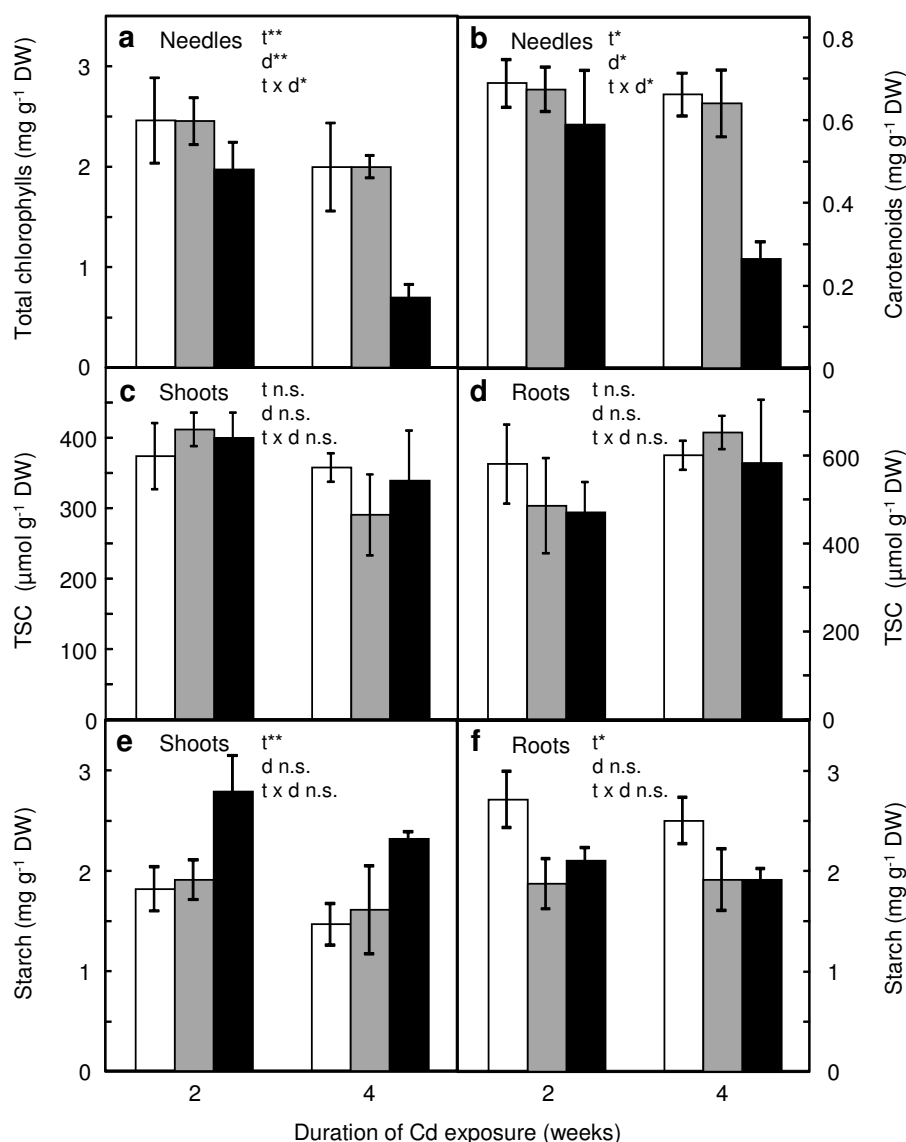 a Needles t**
d**
t x d*
b Needles t*
d*
t x d*
Total chlorophylls (mg g⁻¹ DW)
3
2
1
0
Carotenoids (mg g⁻¹ DW)
0.8
0.6
0.4
0.2
0
c Shoots t n.s.
d n.s.
t x d n.s.
d Roots t n.s.
d n.s.
t x d n.s.
TSC (µmol g⁻¹ DW)
400
300
200
100
0
TSC (µmol g⁻¹ DW)
600
400
200
0
e Shoots t**
d n.s.
t x d n.s.
f Roots t*
d n.s.
t x d n.s.
Starch (mg g⁻¹ DW)
3
2
1
0
Starch (mg g⁻¹ DW)
3
2
1
0
2 4 2 4
Duration of Cd exposure (weeks)